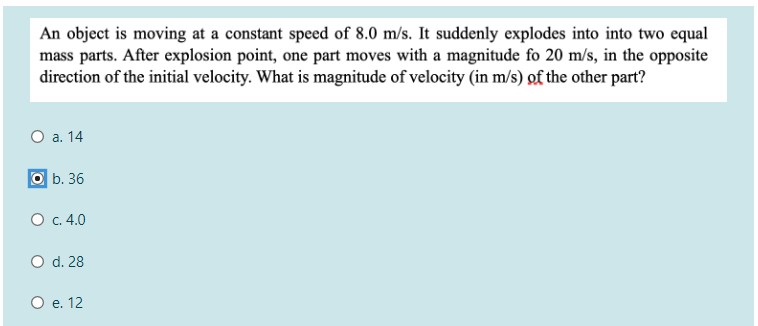 An object is moving at a constant speed of 8.0 m/s. It suddenly explodes into into two equal
mass parts. After explosion point, one part moves with a magnitude fo 20 m/s, in the opposite
direction of the initial velocity. What is magnitude of velocity (in m/s) of the other part?
a. 14
b. 36
c. 4.0
d. 28
e. 12